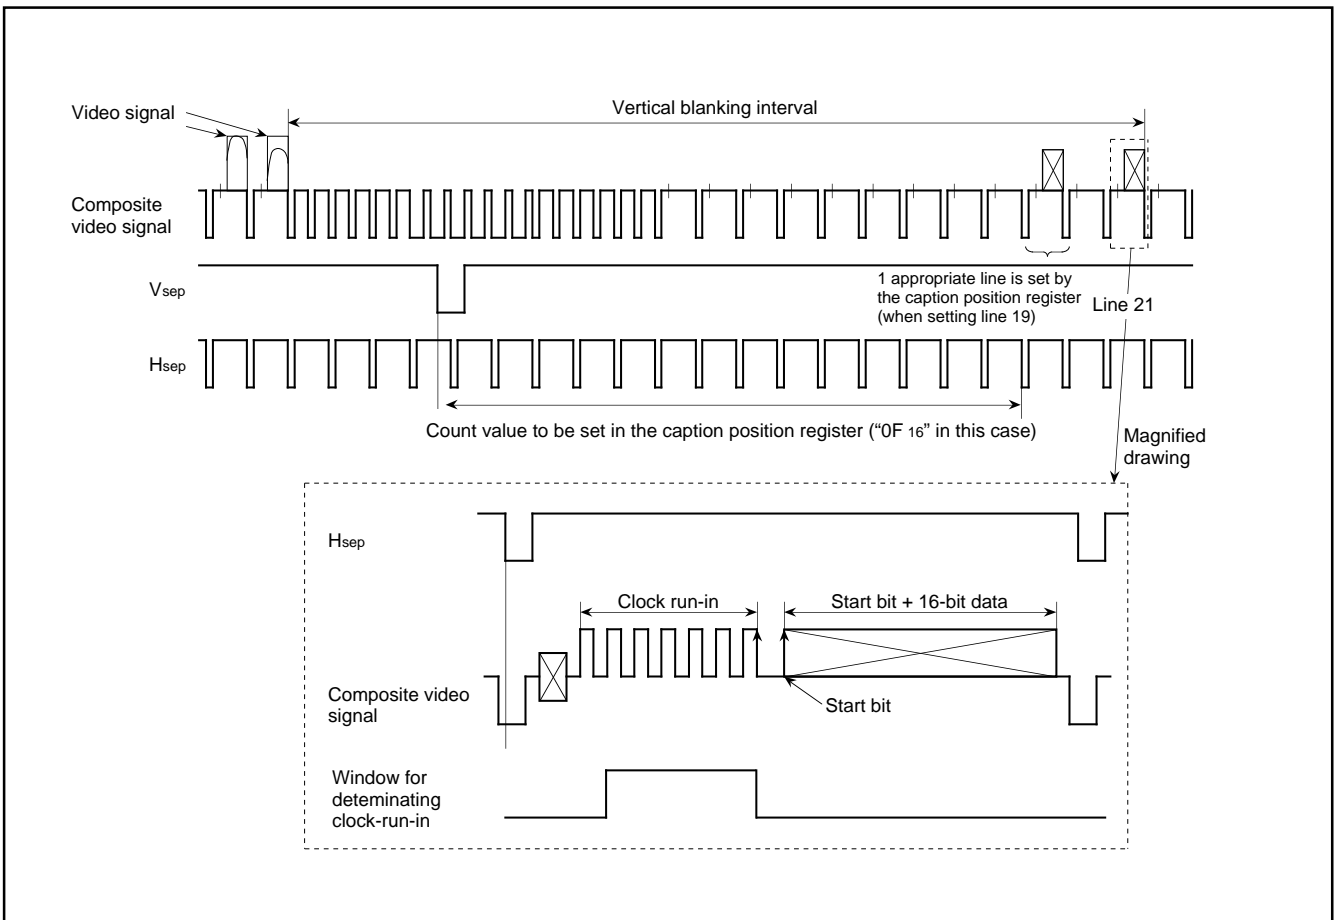 Video signal
Vertical blanking interval
Composite
video signal
Vsep
1 appropriate line is set by
the caption position register
(when setting line 19)
Line 21
Hsep
Count value to be set in the caption position register (“0F 16” in this case)
Magnified
drawing
Hsep
Clock run-in
Start bit + 16-bit data
Composite video
signal
Start bit
Window for
deteminating
clock-run-in